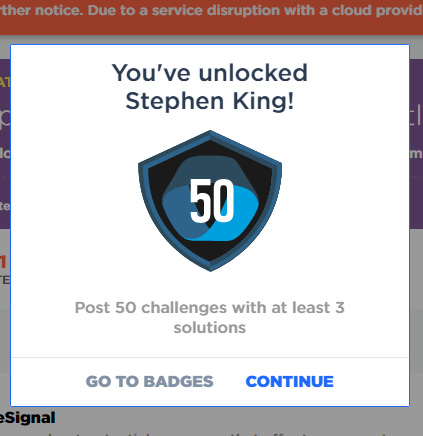 rther notice. Due to a service disruption with a cloud provid
You've unlocked
Stephen King!
50
Post 50 challenges with at least 3
solutions
GO TO BADGES CONTINUE
eSignal